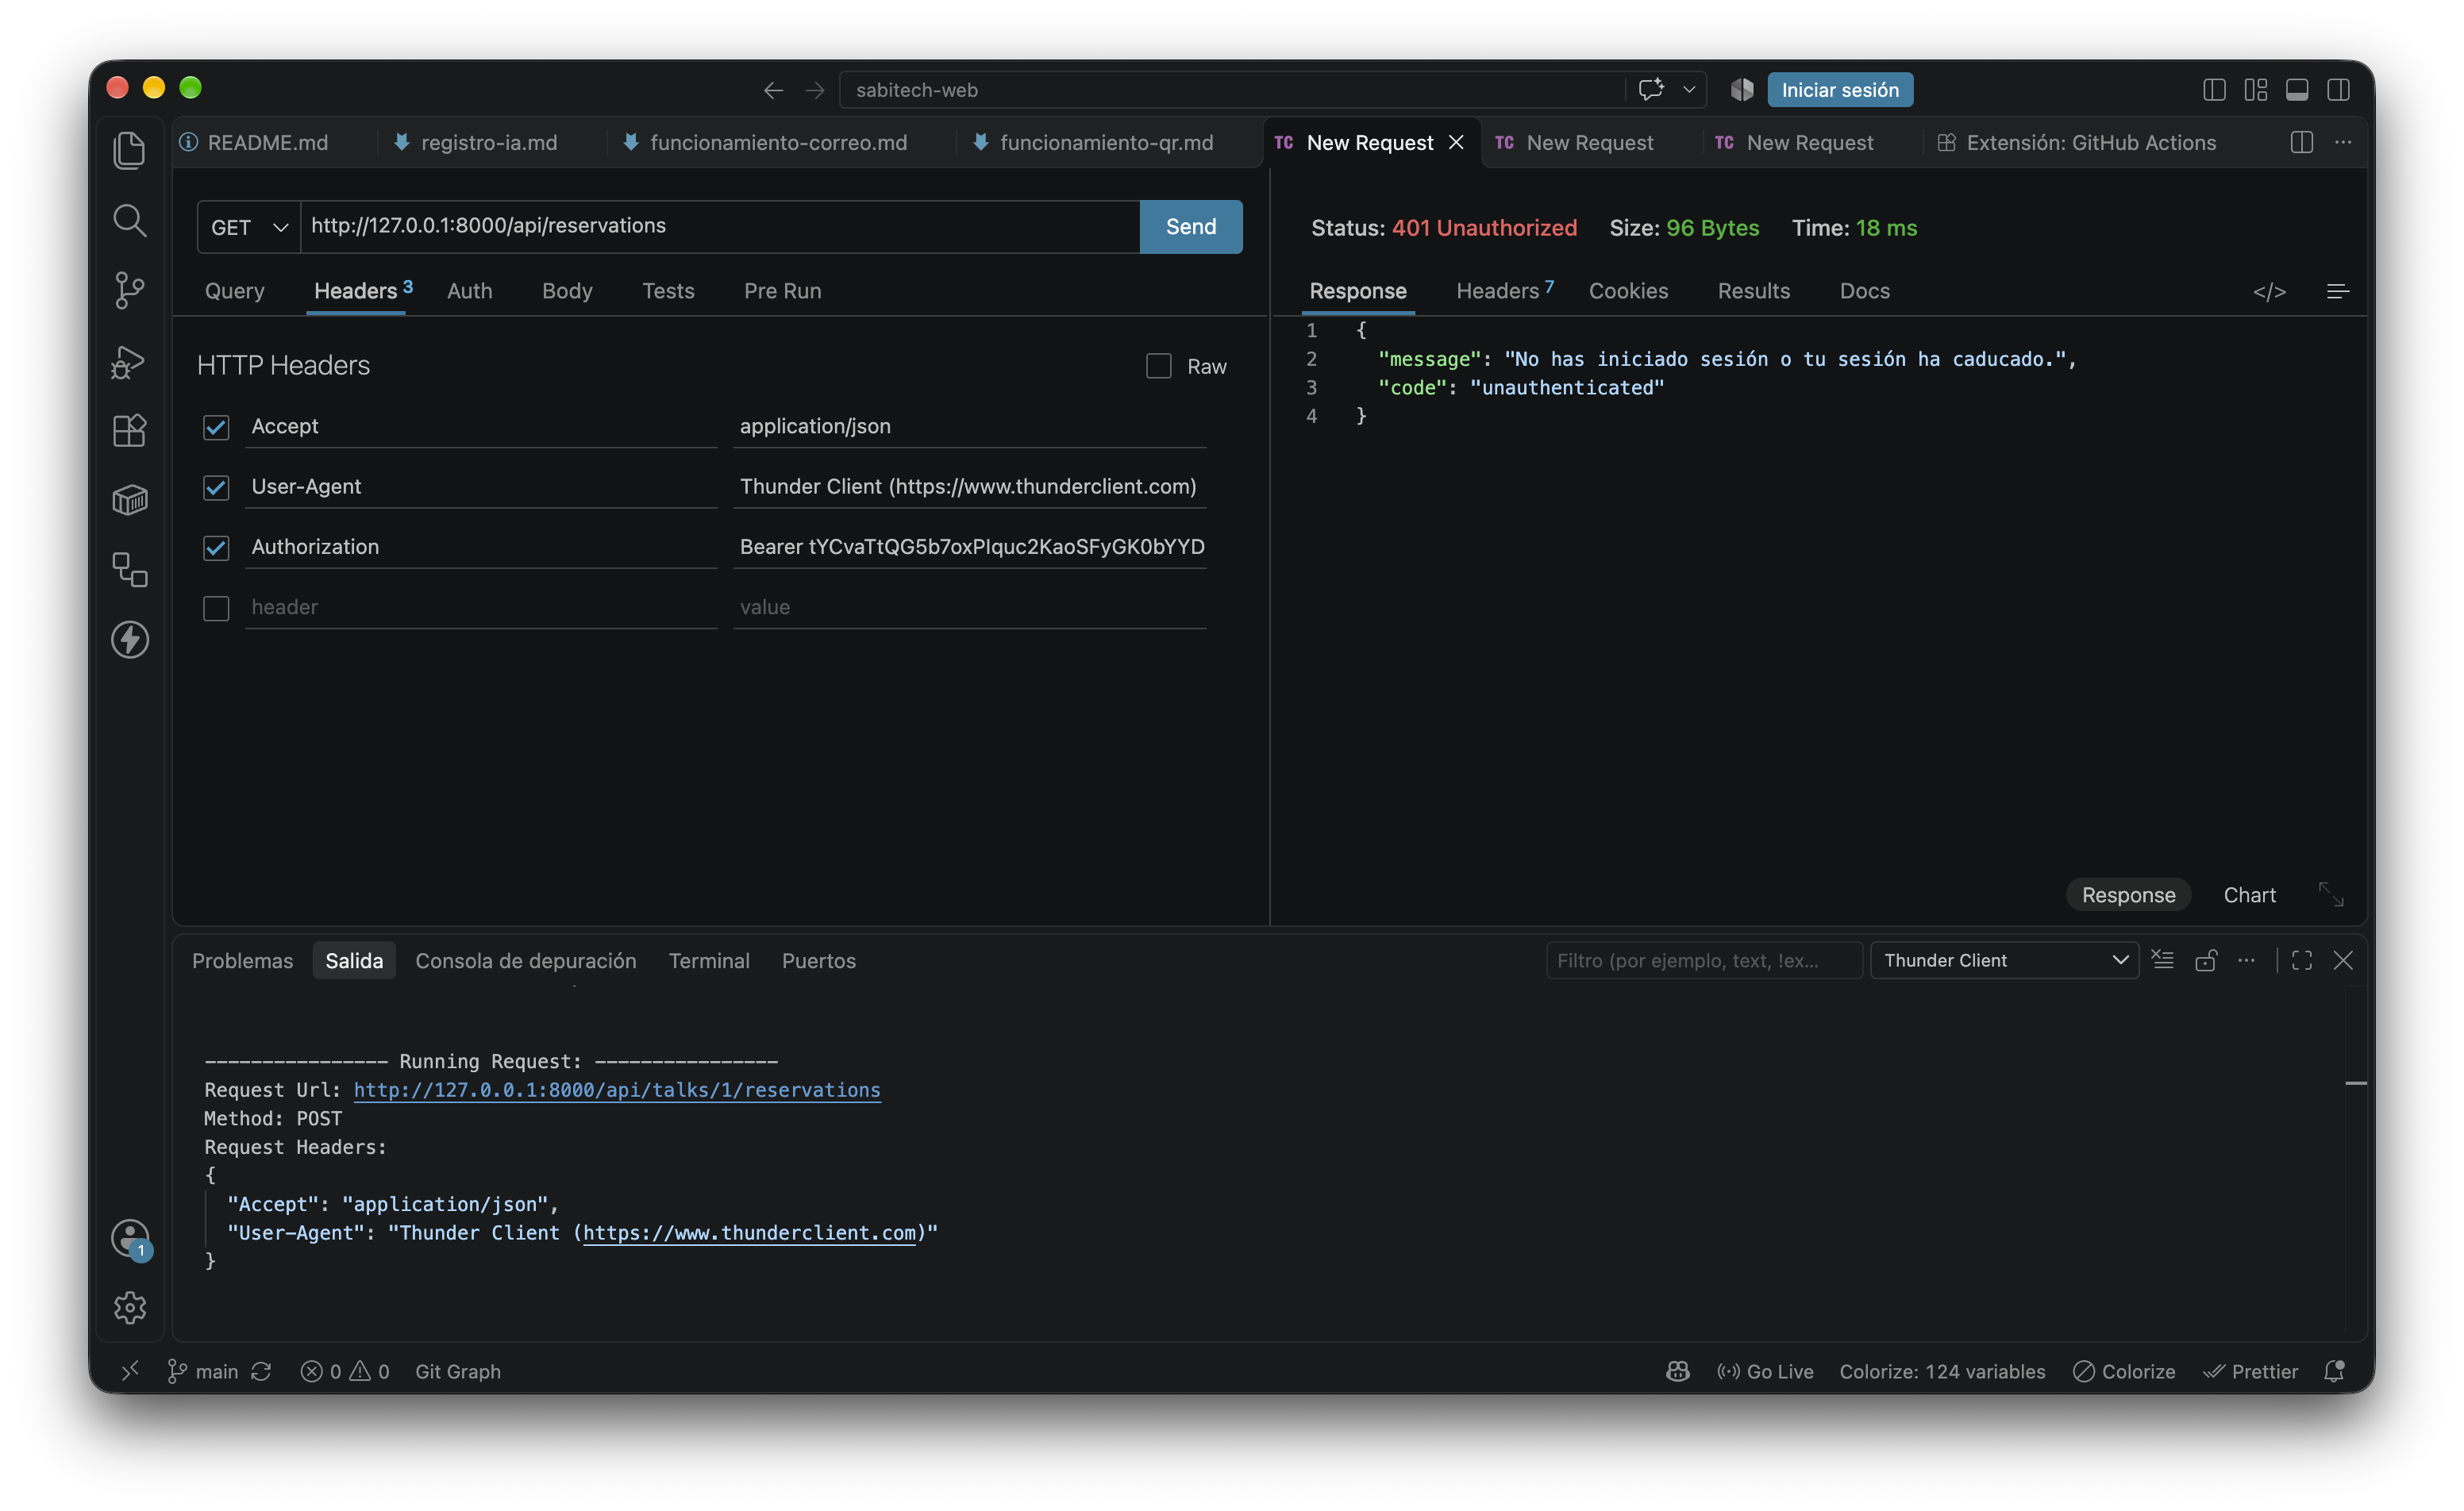 sabitech-web
Iniciar sesión
README.md
registro-ia.md
funcionamiento-correo.md
funcionamiento-qr.md
TC New Request
TC New Request
TC New Request
Extensión: GitHub Actions
GET
http://127.0.0.1:8000/api/reservations
Send
Query
Headers 3
Auth
Body
Tests
Pre Run
HTTP Headers
Raw
Accept
application/json
User-Agent
Thunder Client (https://www.thunderclient.com)
Authorization
Bearer tYCvaTtQG5b7oxPIquc2KaoSFyGK0bYYD
header
value
Status: 401 Unauthorized
Size: 96 Bytes
Time: 18 ms
Response
Headers 7
Cookies
Results
Docs
</>
1 {
2 "message": "No has iniciado sesión o tu sesión ha caducado.",
3 "code": "unauthenticated"
4 }
Response
Chart
Problemas
Salida
Consola de depuración
Terminal
Puertos
Filtro (por ejemplo, text, !ex...
Thunder Client
---------------- Running Request: ----------------
Request Url: http://127.0.0.1:8000/api/talks/1/reservations
Method: POST
Request Headers:
{
"Accept": "application/json",
"User-Agent": "Thunder Client (https://www.thunderclient.com)"
}
1
main
0
0
Git Graph
Go Live
Colorize: 124 variables
Colorize
Prettier